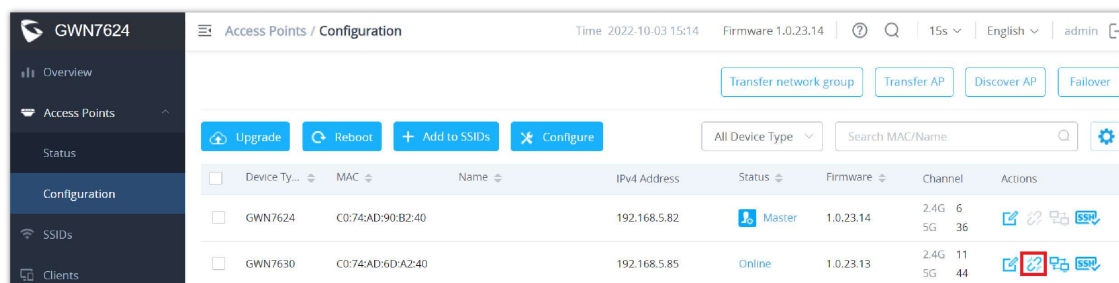 GWN7624
Access Points / Configuration
Time 2022-10-03 15:14
Firmware 1.0.23.14
15s
English
admin
Overview
Access Points
Status
Configuration
SSIDs
Clients
Transfer network group
Transfer AP
Discover AP
Failover
Upgrade
Reboot
+ Add to SSIDs
Configure
All Device Type
Search MAC/Name
Device Ty... MAC Name IPv4 Address Status Firmware Channel Actions
GWN7624 C0:74:AD:90:B2:40 192.168.5.82 Master 1.0.23.14 2.4G 6
5G 36
SSH
GWN7630 C0:74:AD:6D:A2:40 192.168.5.85 Online 1.0.23.13 2.4G 11
5G 44
SSH